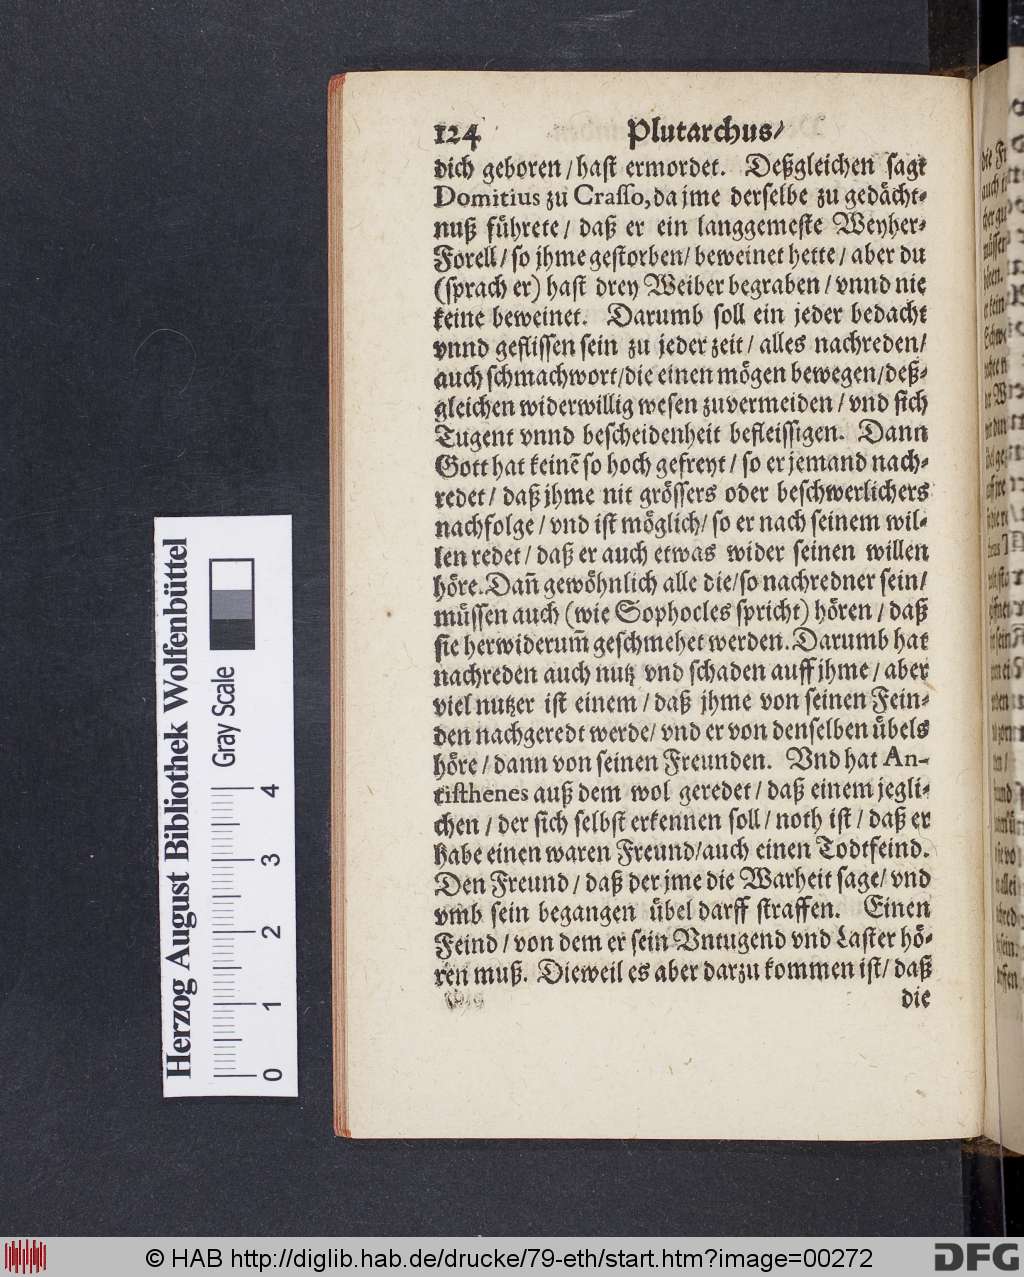 124 Plutarchus/
dich geboren/hast ermordet. Deßgleichen sagt
Domitius zu Crasso,da jme derselbe zu gedächt-
nuß führete/ daß er ein langgemeste Weyher-
Forell/ so jhme gestorben/ beweinet hette/ aber du
(sprach er) hast drey Weiber begraben/ vnnd nie
keine beweinet. Darumb soll ein jeder bedacht
vnnd geflissen sein zu jeder zeit/ alles nachreden/
auch schmachwort/die einen mögen bewegen/deß-
gleichen widerwillig wesen zuvermeiden/ vnd sich
Tugent vnnd bescheidenheit befleissigen. Dann
Gott hat keinē so hoch gefreyt/ so er jemand nach-
redet/ daß jhme nit grössers oder beschwerlichers
nachfolge/ vnd ist möglich/ so er nach seinem wil-
len redet/ daß er auch etwas wider seinen willen
höre. Dañ gewöhnlich alle die/so nachredner sein/
müssen auch (wie Sophocles spricht) hören/ daß
sie herwiderum̃ geschmehet werden. Darumb hat
nachreden auch nutz vnd schaden auff jhme/ aber
viel nutzer ist einem/ daß jhme von seinen Fein-
den nachgeredt werde/ vnd er von denselben übels
höre/ dann von seinen Freunden. Vnd hat An-
tisthenes auß dem wol geredet/ daß einem jegli-
chen/ der sich selbst erkennen soll/ noth ist/ daß er
habe einen waren Freund/auch einen Todtfeind.
Den Freund/ daß der jme die Warheit sage/ vnd
vmb sein begangen übel darff straffen. Einen
Feind/ von dem er sein Vntugend vnd Laster hö-
ren muß. Dieweil es aber darzu kommen ist/ daß
die
Herzog August Bibliothek Wolfenbüttel
Gray Scale
0 1 2 3 4
© HAB http://diglib.hab.de/drucke/79-eth/start.htm?image=00272
DFG